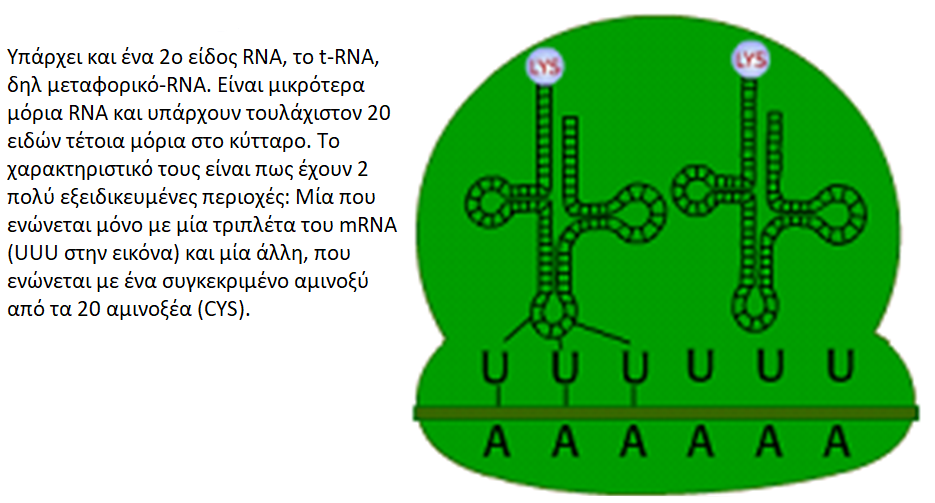 Υπάρχει και ένα 2ο είδος RNA, το t-RNA,
δηλ μεταφορικό-RNA. Είναι μικρότερα
μόρια RNA και υπάρχουν τουλάχιστον 20
ειδών τέτοια μόρια στο κύτταρο. Το
χαρακτηριστικό τους είναι πως έχουν 2
πολύ εξειδικευμένες περιοχές: Μία που
ενώνεται μόνο με μία τριπλέτα του mRNA
(UUU στην εικόνα) και μία άλλη, που
ενώνεται με ένα συγκεκριμένο αμινοξύ
από τα 20 αμινοξέα (CYS).
LYS LYS
U U U U U U
A A A A A A